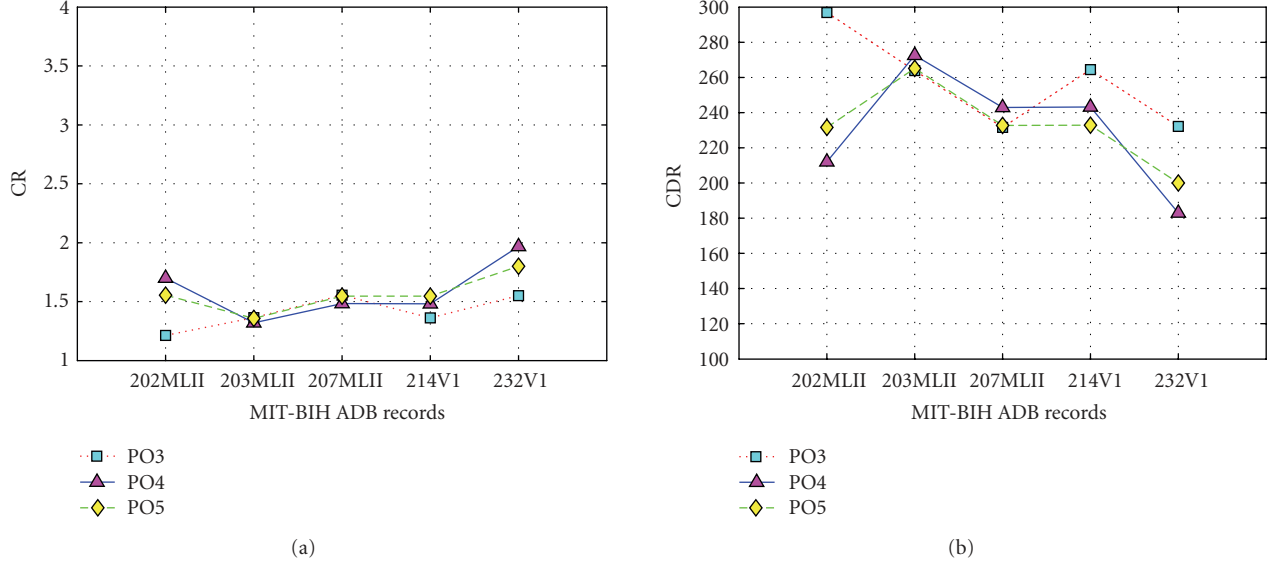 4
3.5
3
2.5
2
1.5
1
CR
202MLII 203MLII 207MLII 214V1 232V1
MIT-BIH ADB records
PO3
PO4
PO5
(a)
300
280
260
240
220
200
180
160
140
120
100
CDR
202MLII 203MLII 207MLII 214V1 232V1
MIT-BIH ADB records
PO3
PO4
PO5
(b)